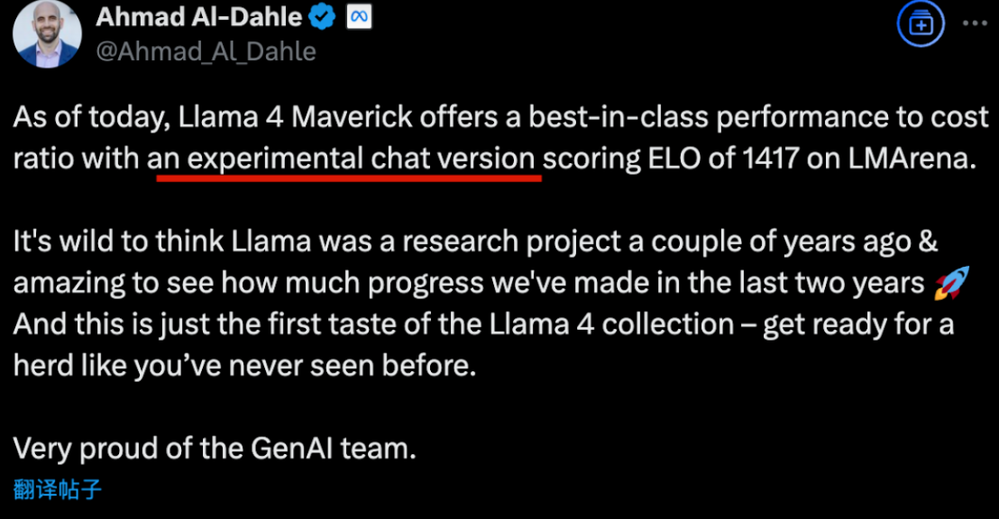 Ahmad Al-Dahle
@Ahmad_Al_Dahle
As of today, Llama 4 Maverick offers a best-in-class performance to cost
ratio with an experimental chat version scoring ELO of 1417 on LMArena.
It's wild to think Llama was a research project a couple of years ago &
amazing to see how much progress we've made in the last two years 🚀
And this is just the first taste of the Llama 4 collection – get ready for a
herd like you’ve never seen before.
Very proud of the GenAI team.
翻译帖子